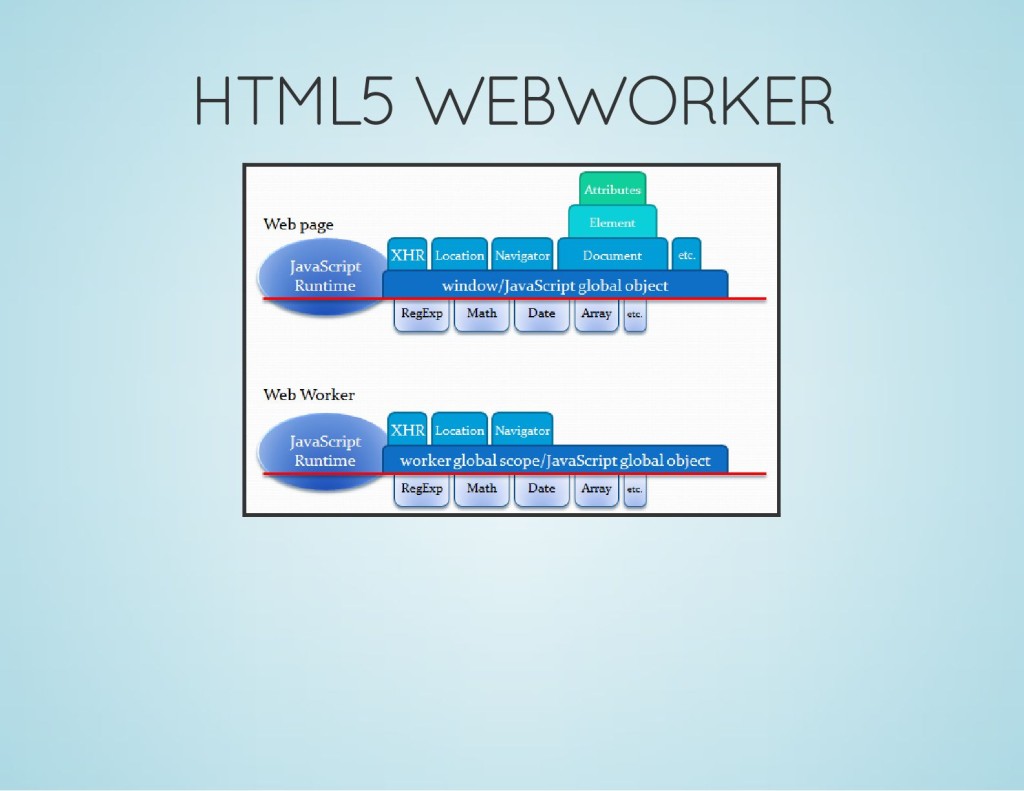 HTML5 WEBWORKER
Attributes
Web page
Element
XHR Location Navigator Document etc.
JavaScript
Runtime
window/JavaScript global object
RegExp Math Date Array etc.
Web Worker
XHR Location Navigator
JavaScript
Runtime
worker global scope/JavaScript global object
RegExp Math Date Array etc.